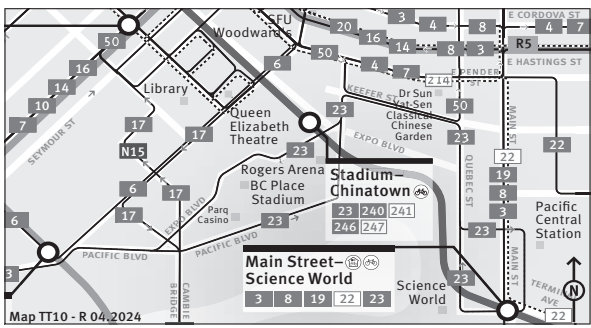 SFU
Woodward's
E CORDOVA ST
20
3
4
8
4
7
50
16
14
8
3
R5
E HASTINGS ST
50
6
4
7
214
E PENDER
ST
16
14
10
7
Library
KEEFER ST
Dr Sun
Yat-Sen
Classical
Chinese
Garden
50
MAIN ST
SEYMOUR ST
17
17
Queen
Elizabeth
Theatre
23
EXPO BLVD
23
22
22
N15
23
Rogers Arena
BC Place
Stadium
Stadium–
Chinatown
23 240 241
246 247
QUEBEC ST
19
8
3
6
17
17
EXPO BLVD
Parq
Casino
23
6
23
Pacific
Central
Station
PACIFIC BLVD
PACIFIC BLVD
Main Street–
Science World
3 8 19 22 23
MAIN ST
3
CAMBIE
BRIDGE
Science
World
23
TERMINAL
AVE
N
22
Map TT10 - R 04.2024